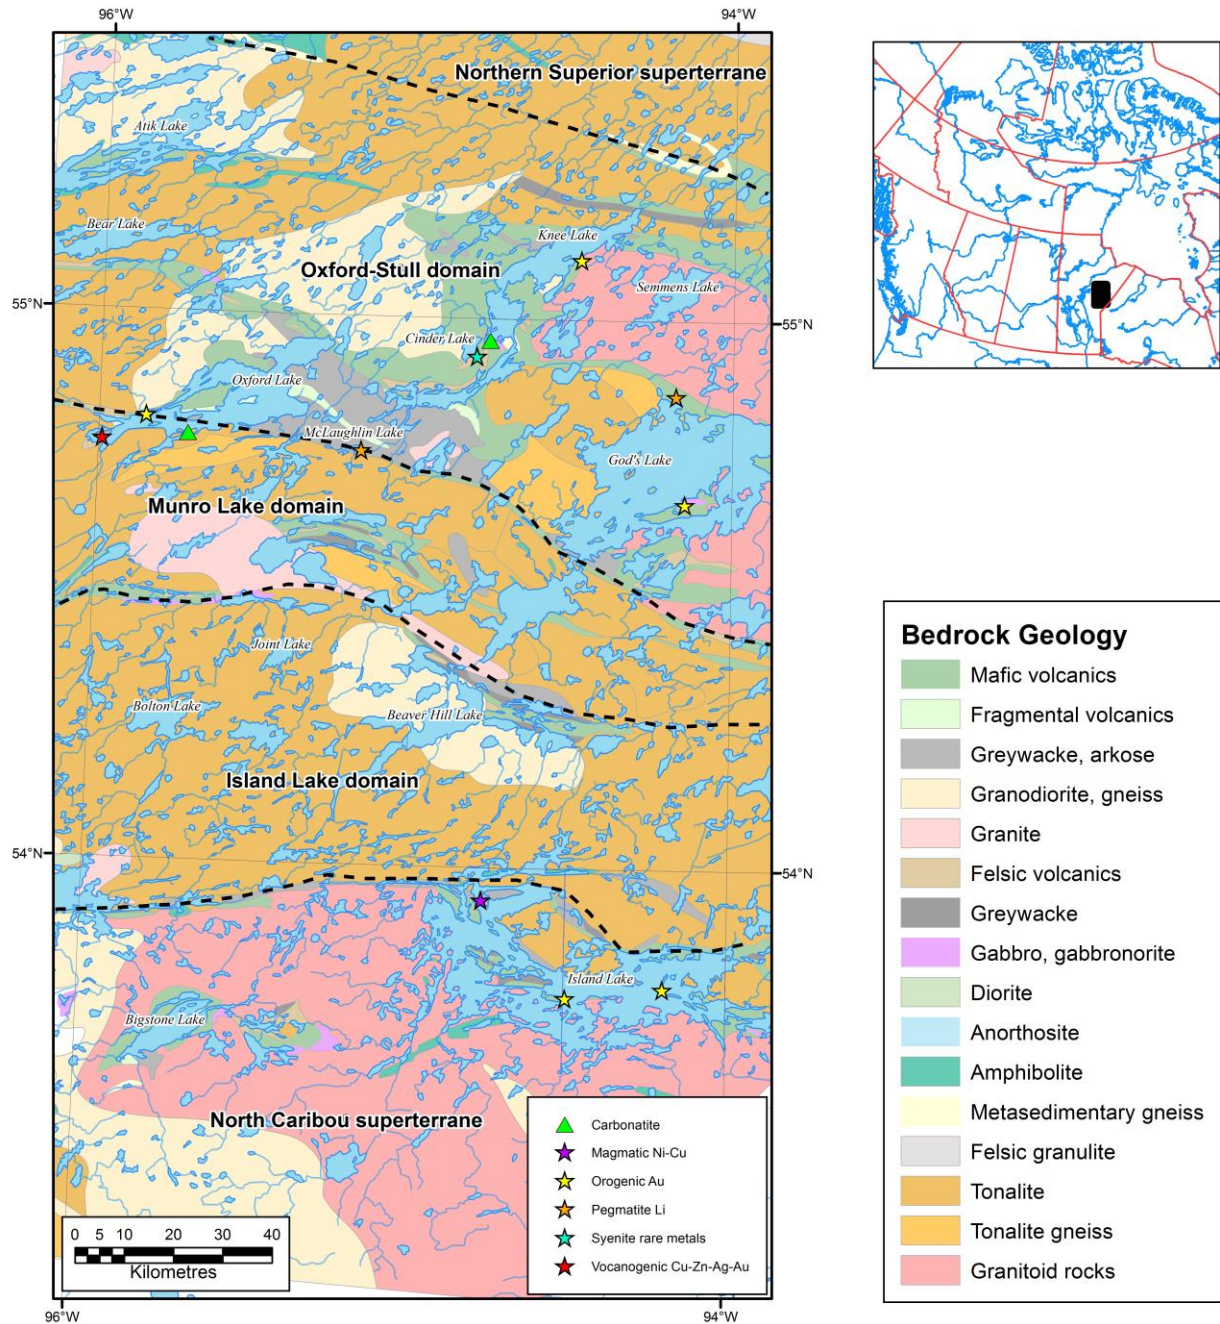 96°W
94°W
Northern Superior superterrane
Atik Lake
Bear Lake
Knee Lake
Oxford-Stull domain
Semmens Lake
55°N
55°N
Cinder Lake
Oxford Lake
McLaughlin Lake
God's Lake
Munro Lake domain
Joint Lake
Bolton Lake
Beaver Hill Lake
Island Lake domain
54°N
54°N
Island Lake
Bigstone Lake
North Caribou superterrane
Carbonatite
Magmatic Ni-Cu
Orogenic Au
Pegmatite Li
Syenite rare metals
Vocanogenic Cu-Zn-Ag-Au
0 5 10 20 30 40
Kilometres
96°W
94°W
Bedrock Geology
Mafic volcanics
Fragmental volcanics
Greywacke, arkose
Granodiorite, gneiss
Granite
Felsic volcanics
Greywacke
Gabbro, gabbronorite
Diorite
Anorthosite
Amphibolite
Metasedimentary gneiss
Felsic granulite
Tonalite
Tonalite gneiss
Granitoid rocks